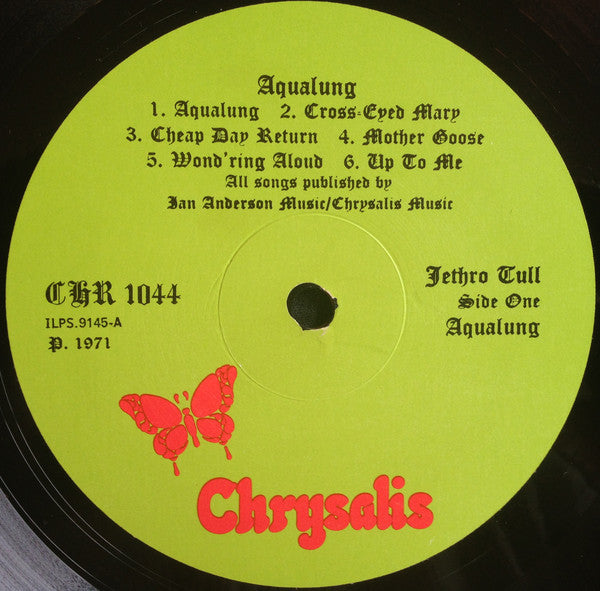 Aqualung
1. Aqualung 2. Cross-Eyed Mary
3. Cheap Day Return 4. Mother Goose
5. Wond'ring Aloud 6. Up To Me
All songs published by
Ian Anderson Music/Chrysalis Music
CHR 1044
ILPS.9145-A
P. 1971
Jethro Tull
Side One
Aqualung
Chrysalis